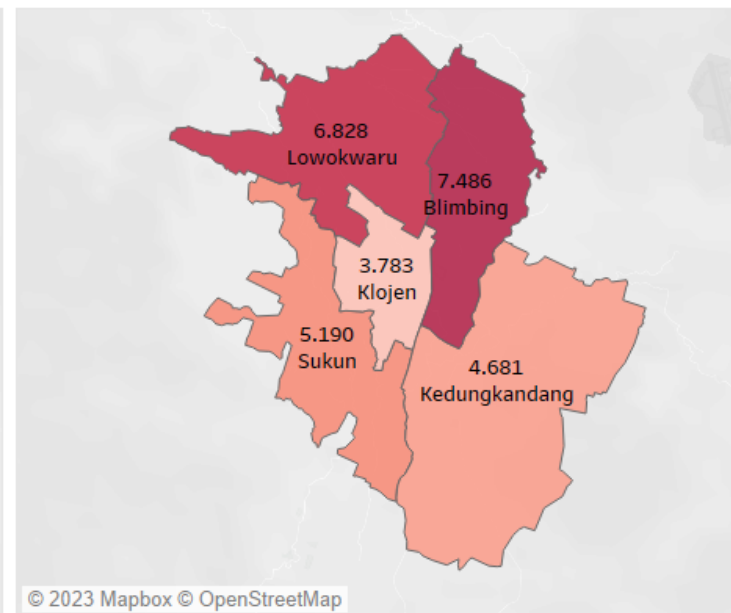 6.828
Lowokwaru
7.486
Blimbing
3.783
Klojen
5.190
Sukun
4.681
Kedungkandang
© 2023 Mapbox © OpenStreetMap